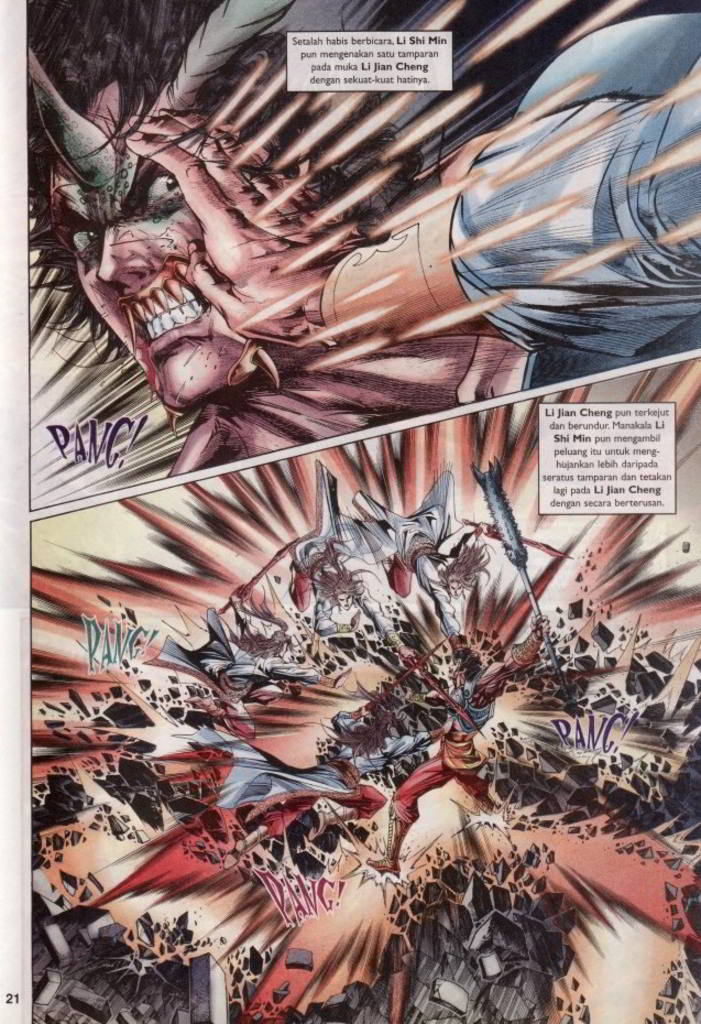 Setalah habis berbicara, Li Shi Min
pun mengenakan satu tamparan
pada muka Li Jian Cheng
dengan sekuat-kuat hatinya.
PANG!
Li Jian Cheng pun terkejut
dan berundur. Manakala Li
Shi Min pun mengambil
peluang itu untuk meng-
hujankan lebih daripada
seratus tamparan dan tetakan
lagi pada Li Jian Cheng
dengan secara berterusan.
PANG!
PANG!
PANG!
21